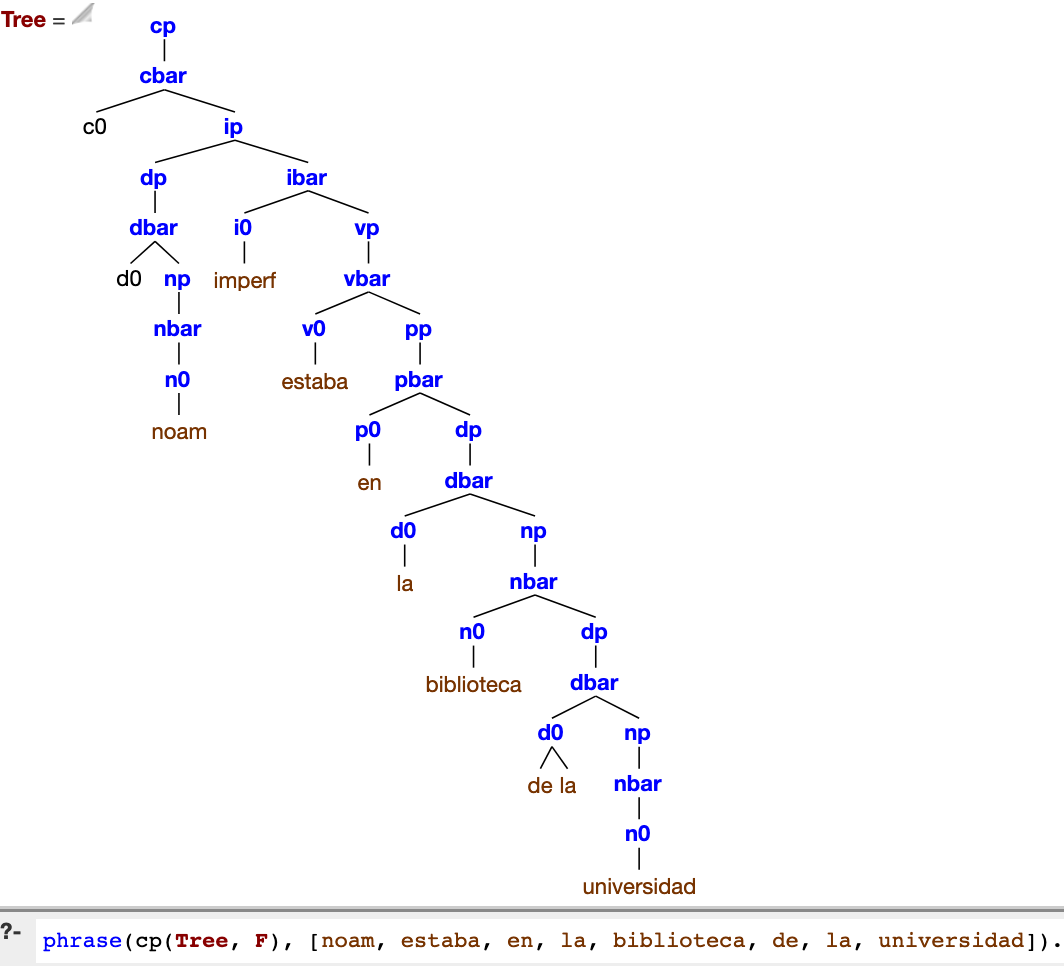 Tree =
cp
cbar
c0 ip
dp ibar
dbar i0 vp
d0 np imperf vbar
nbar v0 pp
n0 estaba pbar
noam p0 dp
en dbar
d0 np
la nbar
n0 dp
biblioteca dbar
d0 np
de la nbar
n0
universidad
?- phrase(cp(Tree, F), [noam, estaba, en, la, biblioteca, de, la, universidad]).